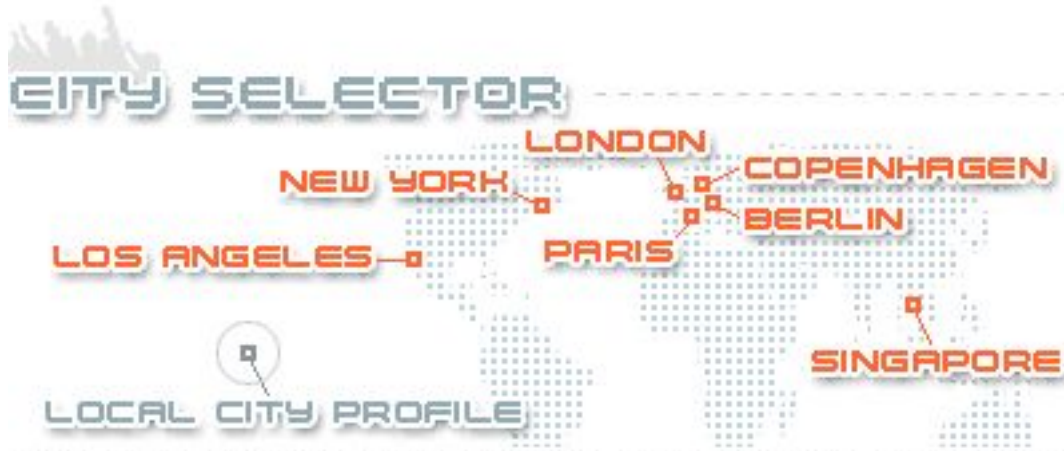 CITY SELECTOR
LONDON
COPENHAGEN
NEW YORK
BERLIN
PARIS
LOS ANGELES
SINGAPORE
LOCAL CITY PROFILE